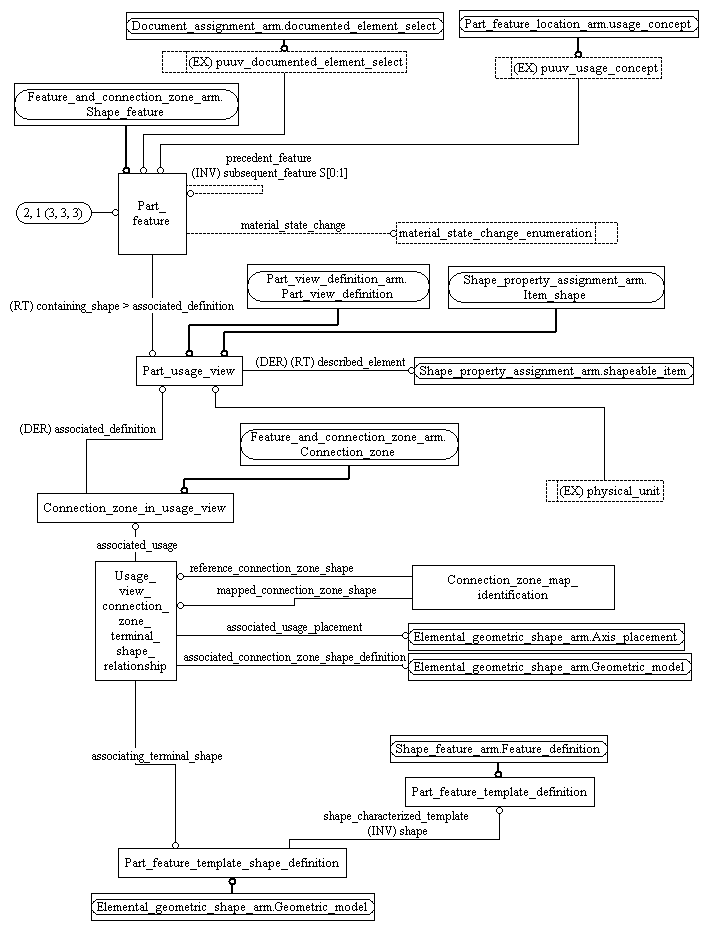 Document_assignment_arm.documented_element_select
Part_feature_location_arm.usage_concept
(EX) puuv_documented_element_select
(EX) puuv_usage_concept
Feature_and_connection_zone_arm.
Shape_feature
precedent_feature
(INV) subsequent_feature S[0:1]
2, 1 (3, 3, 3)
Part_
feature
material_state_change
material_state_change_enumeration
Part_view_definition_arm.
Part_view_definition
Shape_property_assignment_arm.
Item_shape
(RT) containing_shape > associated_definition
Part_usage_view
(DER) (RT) described_element
Shape_property_assignment_arm.shapeable_item
(DER) associated_definition
Feature_and_connection_zone_arm.
Connection_zone
(EX) physical_unit
Connection_zone_in_usage_view
associated_usage
Usage_
view_
connection_
zone_
terminal_
shape_
relationship
reference_connection_zone_shape
mapped_connection_zone_shape
Connection_zone_map_
identification
associated_usage_placement
Elemental_geometric_shape_arm.Axis_placement
associated_connection_zone_shape_definition
Elemental_geometric_shape_arm.Geometric_model
associating_terminal_shape
Shape_feature_arm.Feature_definition
Part_feature_template_definition
shape_characterized_template
(INV) shape
Part_feature_template_shape_definition
Elemental_geometric_shape_arm.Geometric_model